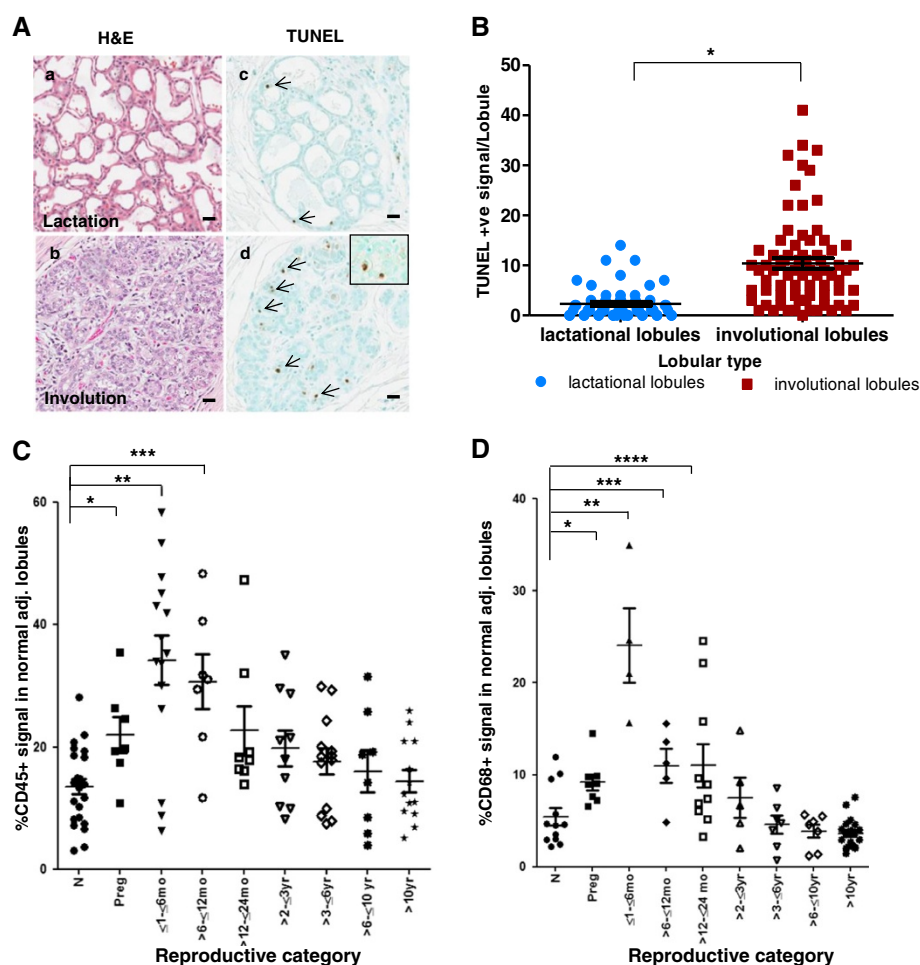 A
H&E
TUNEL
a
c
Lactation
b
d
Involution
B
*
50
40
30
20
10
0
TUNEL +ve signal/Lobule
lactational lobules involutional lobules
Lobular type
lactational lobules involutional lobules
C
***
**
*
60
40
20
0
%CD45+ signal in normal adj. lobules
N
Preg
≤1-≤6mo
>6-≤12mo
>12-≤24mo
>2-≤3yr
>3-≤6yr
>6-≤10 yr
>10yr
Reproductive category
D
****
***
**
*
40
30
20
10
0
%CD68+ signal in normal adj. lobules
N
Preg
≤1-≤6mo
>6-≤12mo
>12-≤24 mo
>2-≤3yr
>3-≤6yr
>6-≤10yr
>10yr
Reproductive category